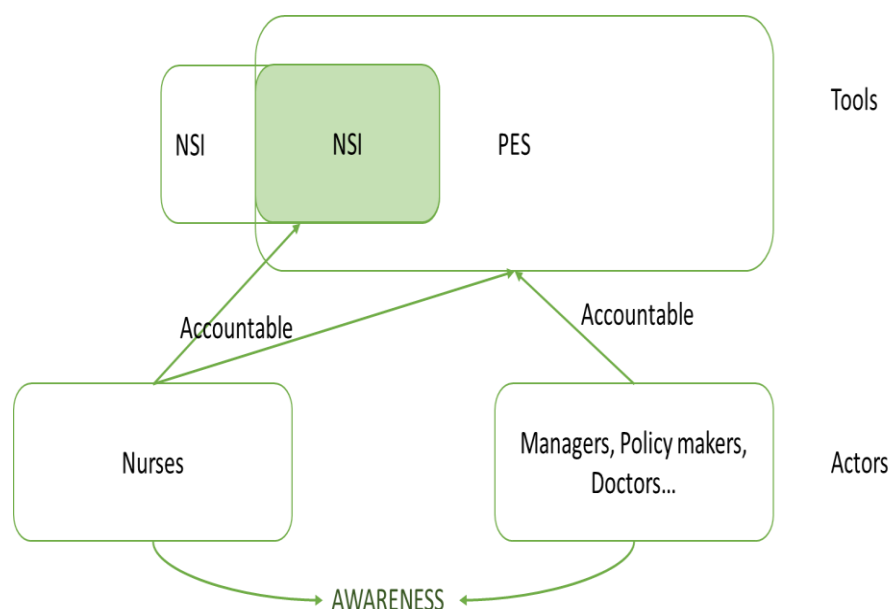 Tools
NSI
NSI
PES
Accountable
Accountable
Nurses
Managers, Policy makers,
Doctors...
Actors
AWARENESS